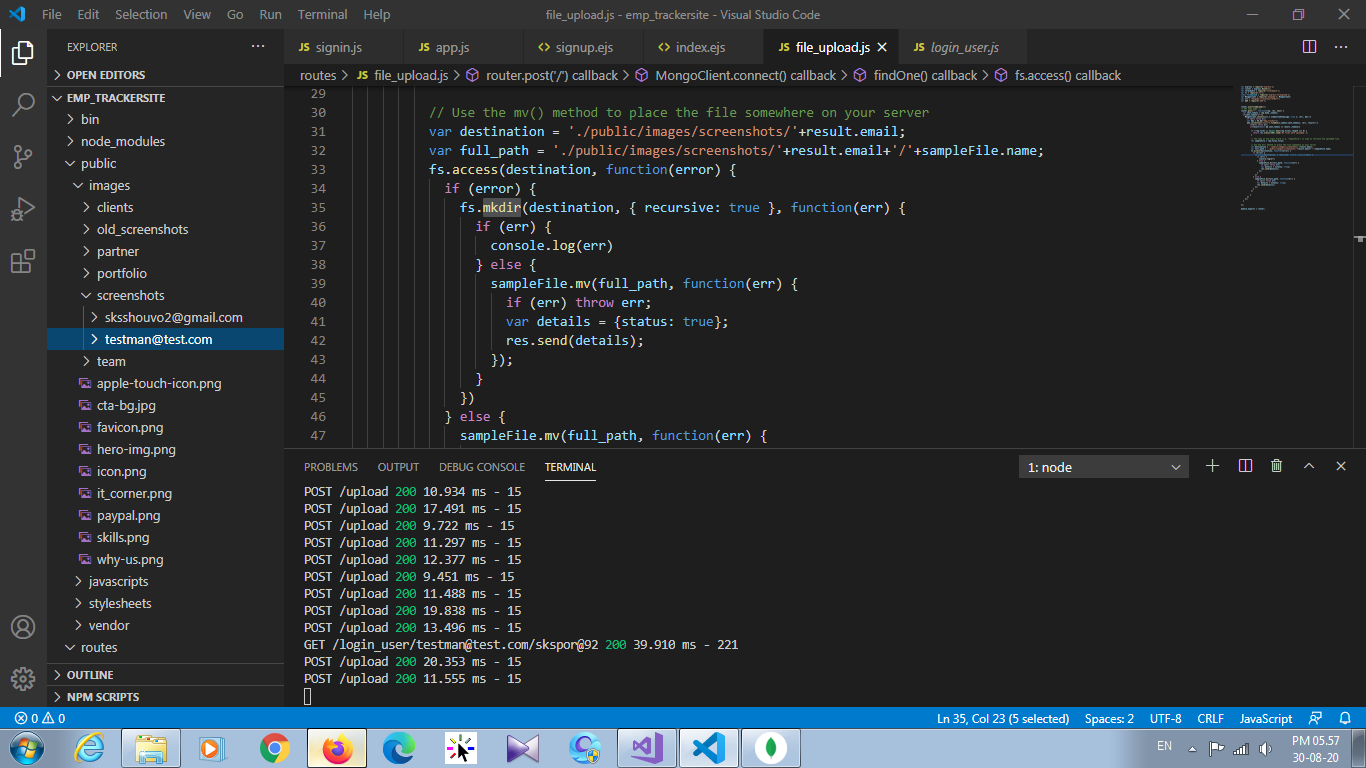 File Edit Selection View Go Run Terminal Help
file_upload.js - emp_trackersite - Visual Studio Code
EXPLORER
OPEN EDITORS
EMP_TRACKERSITE
bin
node_modules
public
images
clients
old_screenshots
partner
portfolio
screenshots
sksshouvo2@gmail.com
testman@test.com
team
apple-touch-icon.png
cta-bg.jpg
favicon.png
hero-img.png
icon.png
it_corner.png
paypal.png
skills.png
why-us.png
javascripts
stylesheets
vendor
routes
OUTLINE
NPM SCRIPTS
JS signin.js JS app.js <> signup.ejs <> index.ejs JS file_upload.js JS login_user.js
routes > JS file_upload.js > router.post('/') callback > MongoClient.connect() callback > findOne() callback > fs.access() callback
29
30 // Use the mv() method to place the file somewhere on your server
31 var destination = './public/images/screenshots/'+result.email;
32 var full_path = './public/images/screenshots/'+result.email+'/'+sampleFile.name;
33 fs.access(destination, function(error) {
34 if (error) {
35 fs.mkdir(destination, { recursive: true }, function(err) {
36 if (err) {
37 console.log(err)
38 } else {
39 sampleFile.mv(full_path, function(err) {
40 if (err) throw err;
41 var details = {status: true};
42 res.send(details);
43 });
44 }
45 })
46 } else {
47 sampleFile.mv(full_path, function(err) {
PROBLEMS OUTPUT DEBUG CONSOLE TERMINAL
1: node
POST /upload 200 10.934 ms - 15
POST /upload 200 17.491 ms - 15
POST /upload 200 9.722 ms - 15
POST /upload 200 11.297 ms - 15
POST /upload 200 12.377 ms - 15
POST /upload 200 9.451 ms - 15
POST /upload 200 11.488 ms - 15
POST /upload 200 19.838 ms - 15
POST /upload 200 13.496 ms - 15
GET /login_user/testman@test.com/skspor@92 200 39.910 ms - 221
POST /upload 200 20.353 ms - 15
POST /upload 200 11.555 ms - 15
0 0
Ln 35, Col 23 (5 selected) Spaces: 2 UTF-8 CRLF JavaScript
EN
PM 05.57
30-08-20